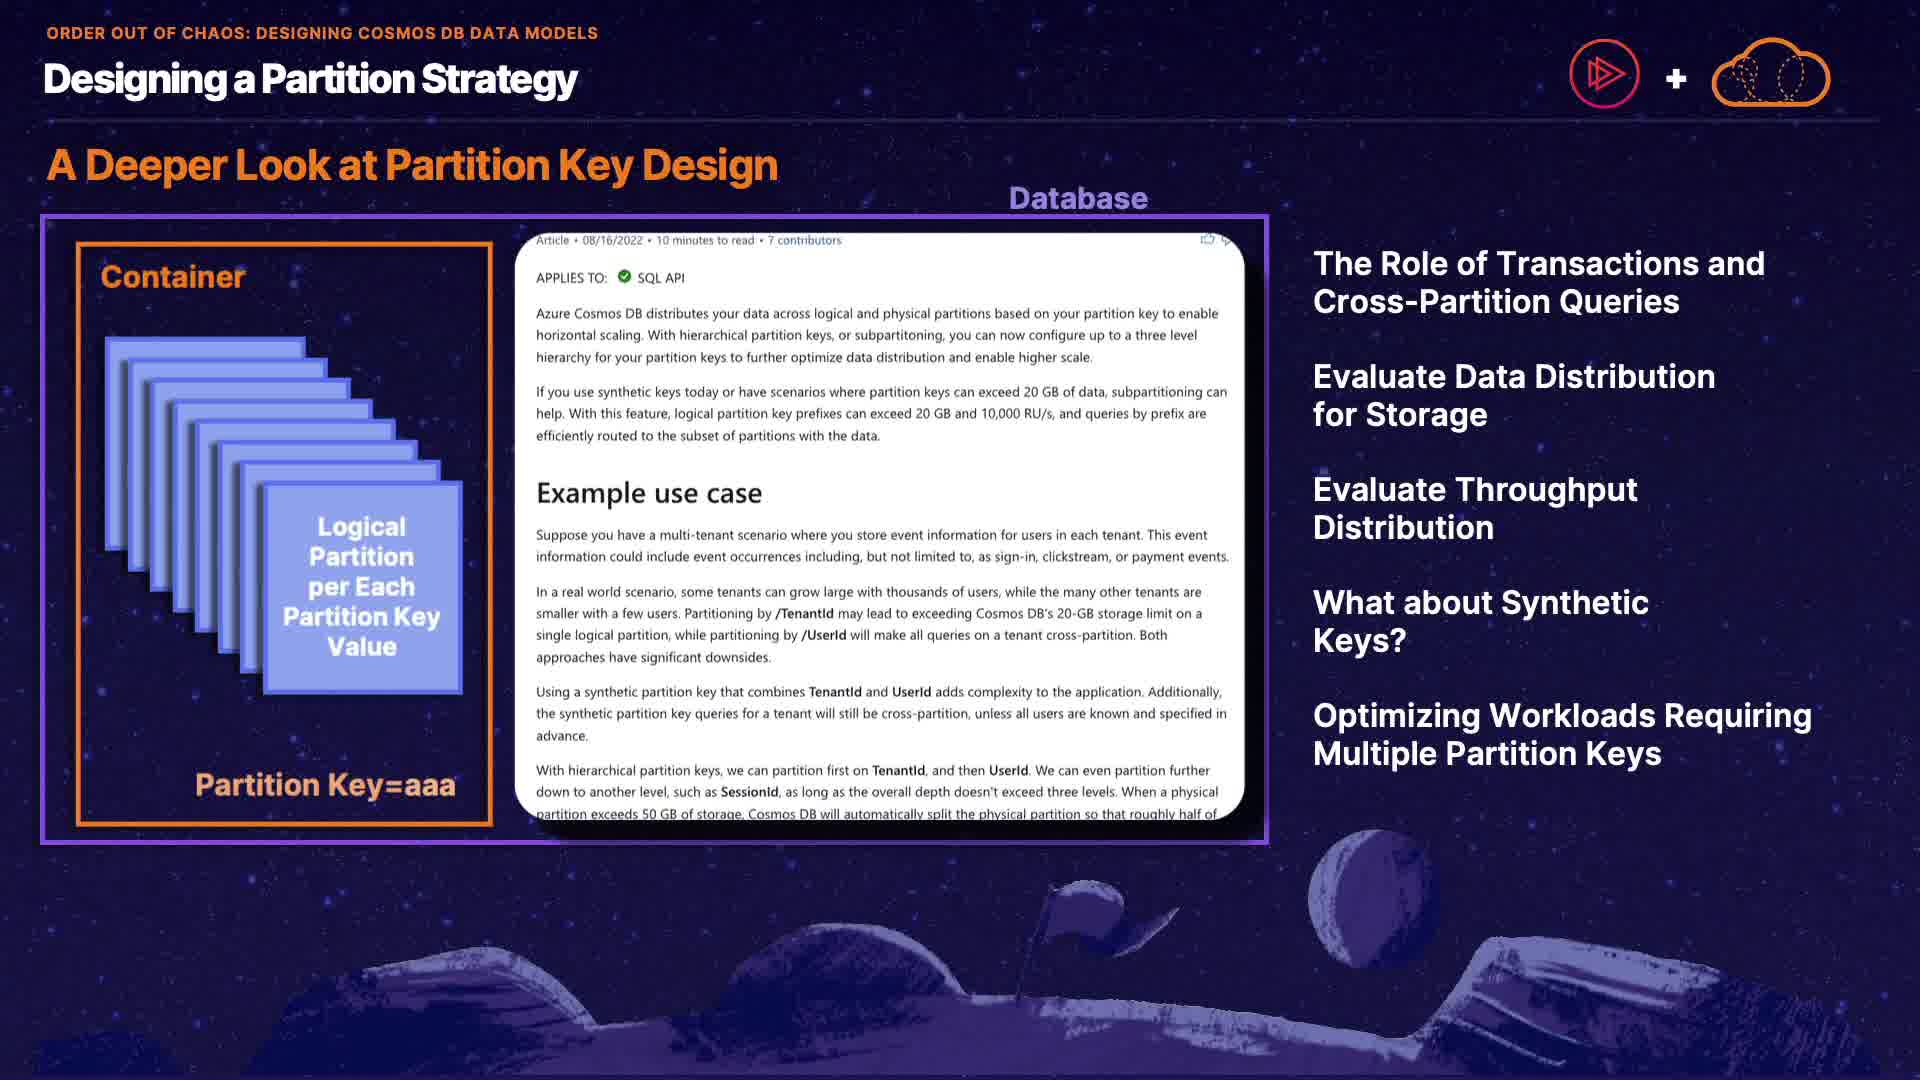 ORDER OUT OF CHAOS: DESIGNING COSMOS DB DATA MODELS
Designing a Partition Strategy
+
A Deeper Look at Partition Key Design
Database
Container
Logical
Partition
per Each
Partition Key
Value
Partition Key=aaa
Article • 08/16/2022 • 10 minutes to read • 7 contributors
APPLIES TO: SQL API
Azure Cosmos DB distributes your data across logical and physical partitions based on your partition key to enable
horizontal scaling. With hierarchical partition keys, or subpartitoning, you can now configure up to a three level
hierarchy for your partition keys to further optimize data distribution and enable higher scale.
If you use synthetic keys today or have scenarios where partition keys can exceed 20 GB of data, subpartitioning can
help. With this feature, logical partition key prefixes can exceed 20 GB and 10,000 RU/s, and queries by prefix are
efficiently routed to the subset of partitions with the data.
Example use case
Suppose you have a multi-tenant scenario where you store event information for users in each tenant. This event
information could include event occurrences including, but not limited to, as sign-in, clickstream, or payment events.
In a real world scenario, some tenants can grow large with thousands of users, while the many other tenants are
smaller with a few users. Partitioning by /TenantId may lead to exceeding Cosmos DB's 20-GB storage limit on a
single logical partition, while partitioning by /UserId will make all queries on a tenant cross-partition. Both
approaches have significant downsides.
Using a synthetic partition key that combines TenantId and UserId adds complexity to the application. Additionally,
the synthetic partition key queries for a tenant will still be cross-partition, unless all users are known and specified in
advance.
With hierarchical partition keys, we can partition first on TenantId, and then UserId. We can even partition further
down to another level, such as SessionId, as long as the overall depth doesn't exceed three levels. When a physical
partition exceeds 50 GB of storage, Cosmos DB will automatically split the physical partition so that roughly half of
The Role of Transactions and
Cross-Partition Queries
Evaluate Data Distribution
for Storage
Evaluate Throughput
Distribution
What about Synthetic
Keys?
Optimizing Workloads Requiring
Multiple Partition Keys